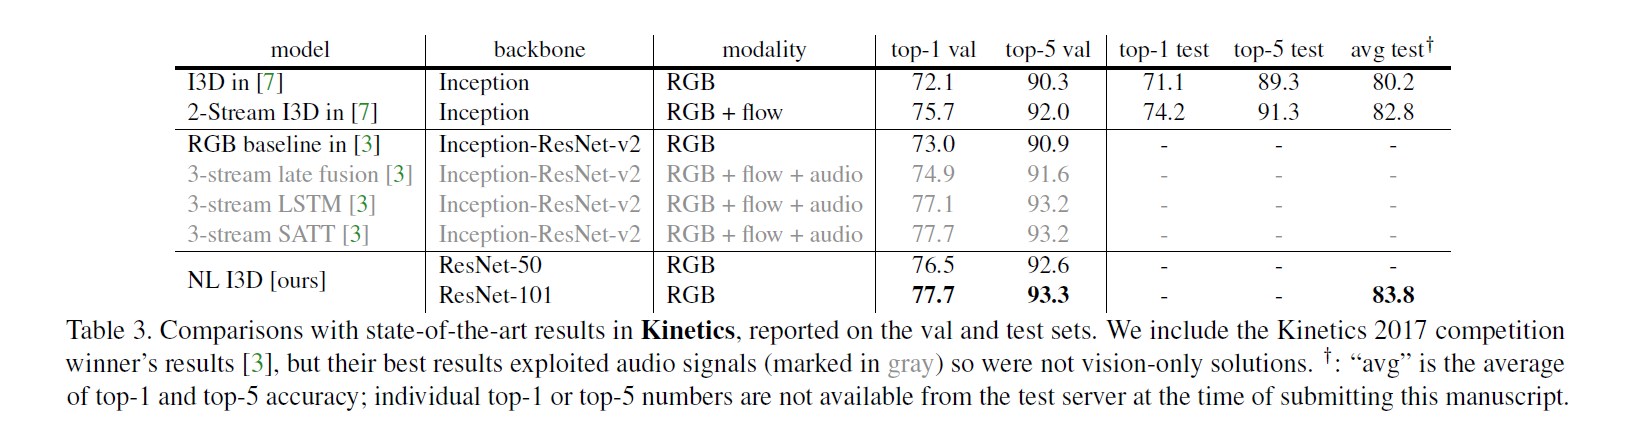 model backbone modality top-1 val top-5 val top-1 test top-5 test avg test†
I3D in [7] Inception RGB 72.1 90.3 71.1 89.3 80.2
2-Stream I3D in [7] Inception RGB + flow 75.7 92.0 74.2 91.3 82.8
RGB baseline in [3] Inception-ResNet-v2 RGB 73.0 90.9 - - -
3-stream late fusion [3] Inception-ResNet-v2 RGB + flow + audio 74.9 91.6 - - -
3-stream LSTM [3] Inception-ResNet-v2 RGB + flow + audio 77.1 93.2 - - -
3-stream SATT [3] Inception-ResNet-v2 RGB + flow + audio 77.7 93.2 - - -
NL I3D [ours] ResNet-50 RGB 76.5 92.6 - - -
ResNet-101 RGB 77.7 93.3 - - 83.8
Table 3. Comparisons with state-of-the-art results in Kinetics, reported on the val and test sets. We include the Kinetics 2017 competition
winner's results [3], but their best results exploited audio signals (marked in gray) so were not vision-only solutions. †: “avg” is the average
of top-1 and top-5 accuracy; individual top-1 or top-5 numbers are not available from the test server at the time of submitting this manuscript.